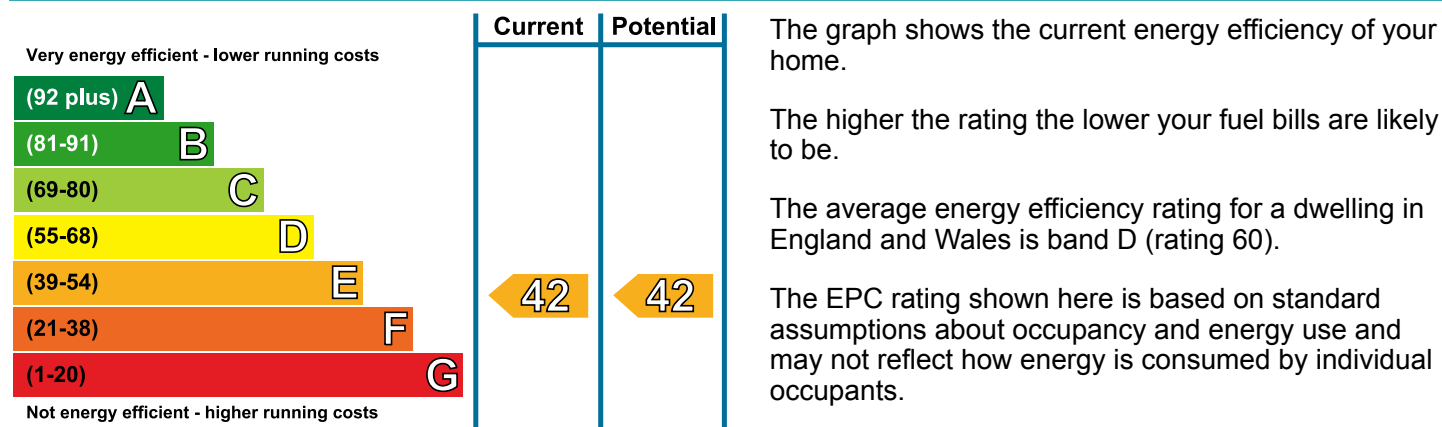 Current Potential
Very energy efficient - lower running costs
(92 plus) A
(81-91) B
(69-80) C
(55-68) D
(39-54) E
(21-38) F
(1-20) G
Not energy efficient - higher running costs
42 42
The graph shows the current energy efficiency of your
home.
The higher the rating the lower your fuel bills are likely
to be.
The average energy efficiency rating for a dwelling in
England and Wales is band D (rating 60).
The EPC rating shown here is based on standard
assumptions about occupancy and energy use and
may not reflect how energy is consumed by individual
occupants.